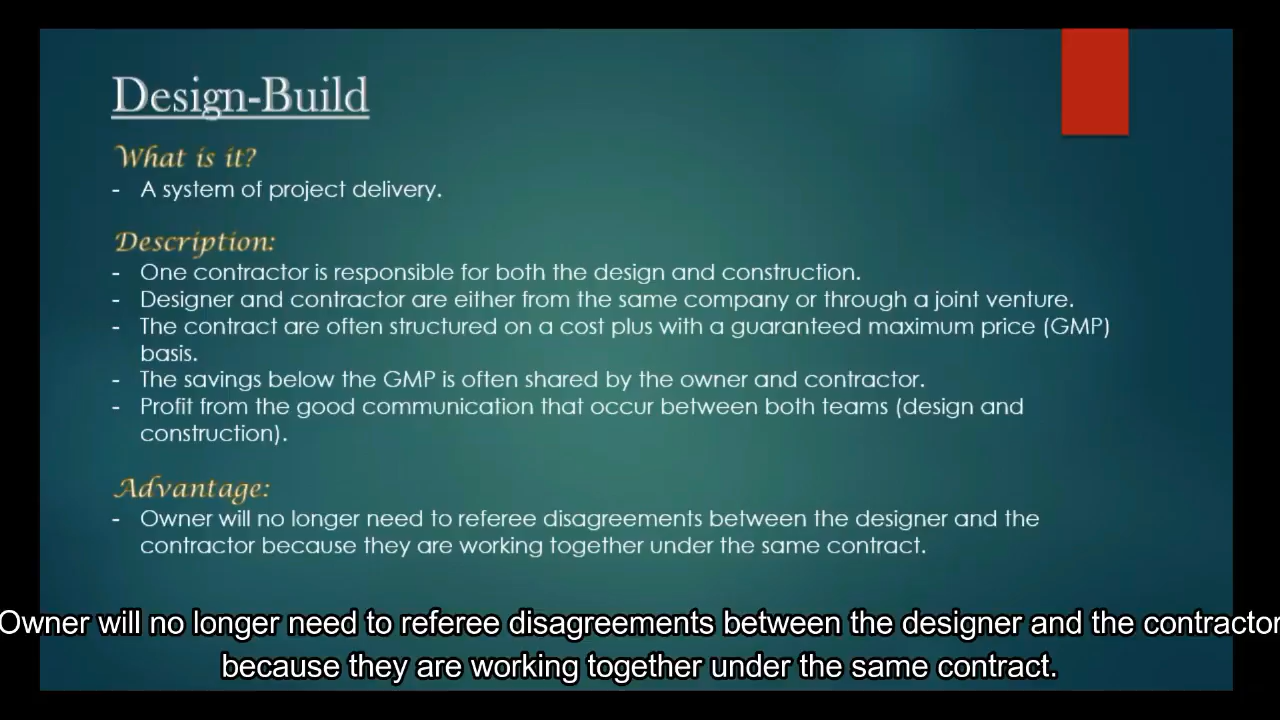 Design-Build
What is it?
- A system of project delivery.
Description:
- One contractor is responsible for both the design and construction.
- Designer and contractor are either from the same company or through a joint venture.
- The contract are often structured on a cost plus with a guaranteed maximum price (GMP)
basis.
- The savings below the GMP is often shared by the owner and contractor.
- Profit from the good communication that occur between both teams (design and
construction).
Advantage:
- Owner will no longer need to referee disagreements between the designer and the
contractor because they are working together under the same contract.
Owner will no longer need to referee disagreements between the designer and the contractor
because they are working together under the same contract.